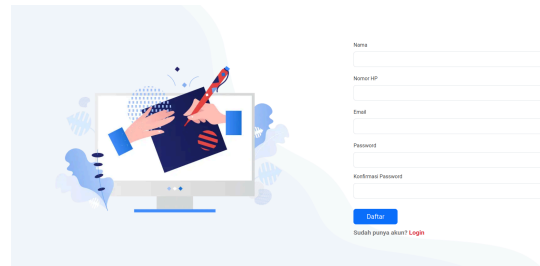 Nama
Nomor HP
Email
Password
Konfirmasi Password
Daftar
Sudah punya akun? Login